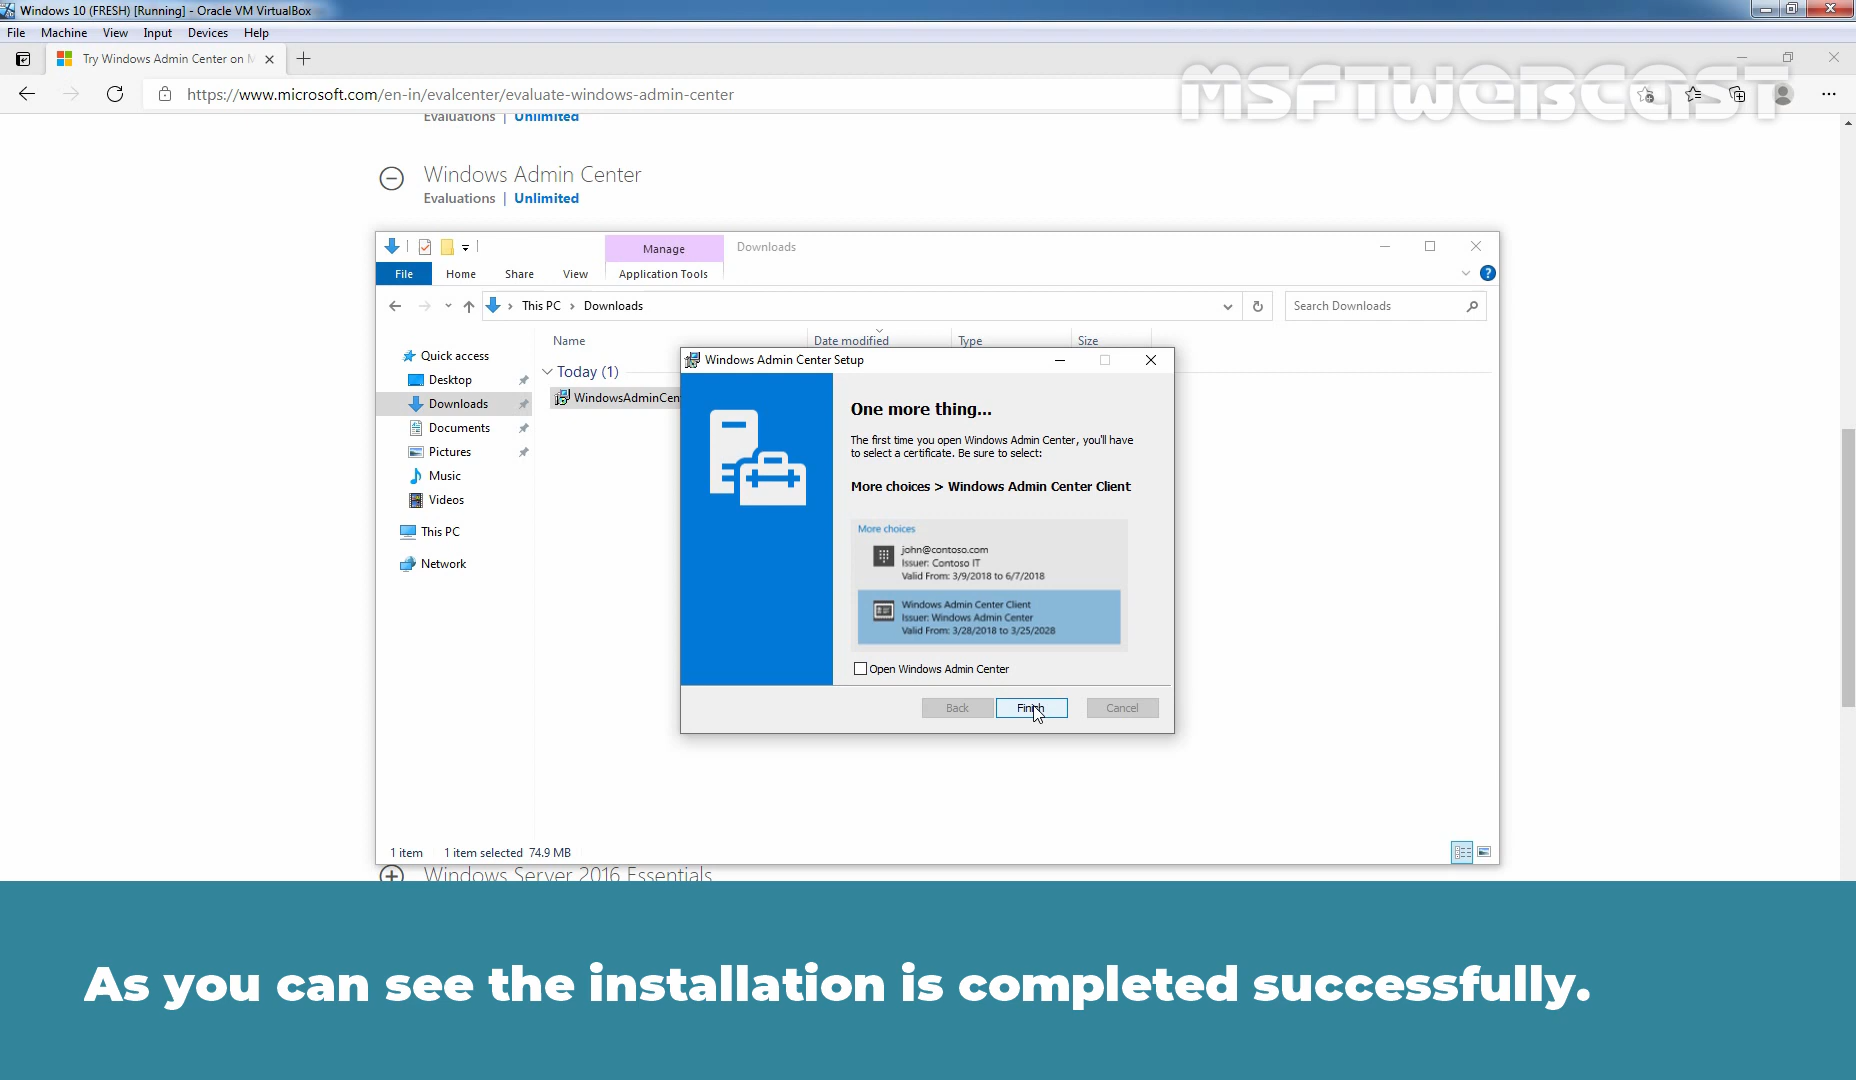 Windows 10 (FRESH) [Running] - Oracle VM VirtualBox
File Machine View Input Devices Help
Try Windows Admin Center on M
https://www.microsoft.com/en-in/evalcenter/evaluate-windows-admin-center
MSFTWEBCAST
Evaluations | Unlimited
Windows Admin Center
Evaluations | Unlimited
Manage Downloads
File Home Share View Application Tools
This PC > Downloads
Search Downloads
Name Date modified Type Size
Quick access
Desktop
Downloads
Documents
Pictures
Music
Videos
This PC
Network
Today (1)
WindowsAdminCen
Windows Admin Center Setup
One more thing...
The first time you open Windows Admin Center, you'll have
to select a certificate. Be sure to select:
More choices > Windows Admin Center Client
More choices
john@contoso.com
Issuer: Contoso IT
Valid From: 3/9/2018 to 6/7/2018
Windows Admin Center Client
Issuer: Windows Admin Center
Valid From: 3/28/2018 to 3/25/2028
Open Windows Admin Center
Back Finish Cancel
1 item 1 item selected 74.9 MB
Windows Server 2016 Essentials
As you can see the installation is completed successfully.